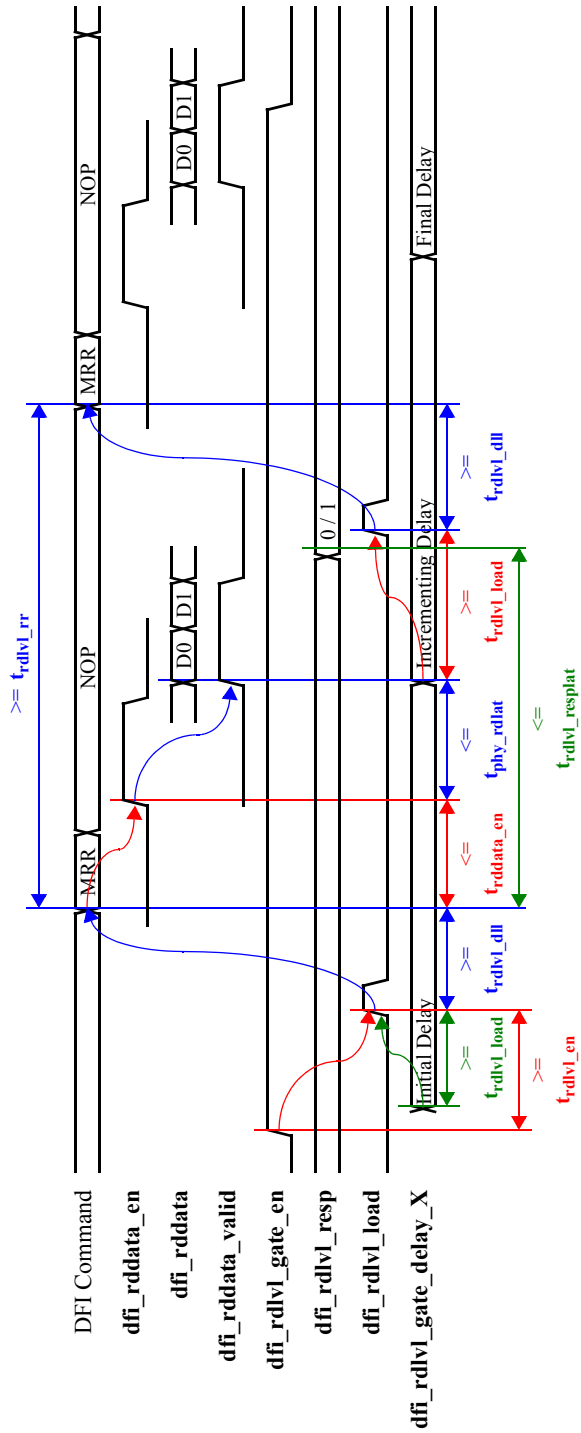 >= t_rdlvl_rr
DFI Command MRR NOP MRR NOP
dfi_rddata_en
dfi_rddata D0 D1 D0 D1
dfi_rddata_valid
dfi_rdlvl_gate_en
dfi_rdlvl_resp 0 / 1
dfi_rdlvl_load
dfi_rdlvl_gate_delay_X Initial Delay Incrementing Delay Final Delay
>= >= <= <= >= >=
t_rdlvl_load t_rdlvl_dll t_rddata_en t_phy_rdlat t_rdlvl_load t_rdlvl_dll
>= <=
t_rdlvl_en t_rdlvl_resplat